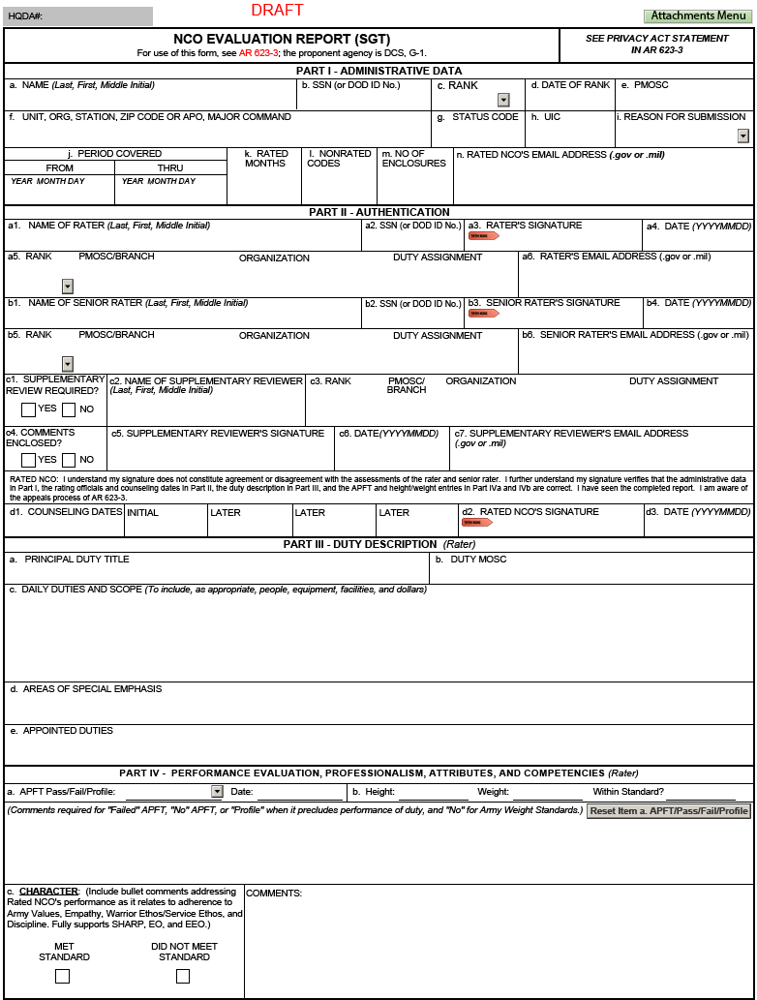 HQDA#:
DRAFT
Attachments Menu
NCO EVALUATION REPORT (SGT)
For use of this form, see AR 623-3; the proponent agency is DCS, G-1.
SEE PRIVACY ACT STATEMENT
IN AR 623-3
PART I - ADMINISTRATIVE DATA
a. NAME (Last, First, Middle Initial)
b. SSN (or DOD ID No.)
c. RANK
d. DATE OF RANK
e. PMOSC
f. UNIT, ORG, STATION, ZIP CODE OR APO, MAJOR COMMAND
g. STATUS CODE
h. UIC
i. REASON FOR SUBMISSION
j. PERIOD COVERED
FROM
THRU
YEAR MONTH DAY
YEAR MONTH DAY
k. RATED
MONTHS
l. NONRATED
CODES
m. NO OF
ENCLOSURES
n. RATED NCO'S EMAIL ADDRESS (.gov or .mil)
PART II - AUTHENTICATION
a1. NAME OF RATER (Last, First, Middle Initial)
a2. SSN (or DOD ID No.)
a3. RATER'S SIGNATURE
a4. DATE (YYYYMMDD)
a5. RANK
PMOSC/BRANCH
ORGANIZATION
DUTY ASSIGNMENT
a6. RATER'S EMAIL ADDRESS (.gov or .mil)
b1. NAME OF SENIOR RATER (Last, First, Middle Initial)
b2. SSN (or DOD ID No.)
b3. SENIOR RATER'S SIGNATURE
b4. DATE (YYYYMMDD)
b5. RANK
PMOSC/BRANCH
ORGANIZATION
DUTY ASSIGNMENT
b6. SENIOR RATER'S EMAIL ADDRESS (.gov or .mil)
c1. SUPPLEMENTARY
REVIEW REQUIRED?
YES NO
c2. NAME OF SUPPLEMENTARY REVIEWER
(Last, First, Middle Initial)
c3. RANK
PMOSC/
BRANCH
ORGANIZATION
DUTY ASSIGNMENT
c4. COMMENTS
ENCLOSED?
YES NO
c5. SUPPLEMENTARY REVIEWER'S SIGNATURE
c6. DATE(YYYYMMDD)
c7. SUPPLEMENTARY REVIEWER'S EMAIL ADDRESS
(.gov or .mil)
RATED NCO: I understand my signature does not constitute agreement or disagreement with the assessments of the rater and senior rater. I further understand my signature verifies that the administrative data
in Part I, the rating officials and counseling dates in Part II, the duty description in Part III, and the APFT and height/weight entries in Part IVa and IVb are correct. I have seen the completed report. I am aware of
the appeals process of AR 623-3.
d1. COUNSELING DATES
INITIAL
LATER
LATER
LATER
d2. RATED NCO'S SIGNATURE
d3. DATE (YYYYMMDD)
PART III - DUTY DESCRIPTION (Rater)
a. PRINCIPAL DUTY TITLE
b. DUTY MOSC
c. DAILY DUTIES AND SCOPE (To include, as appropriate, people, equipment, facilities, and dollars)
d. AREAS OF SPECIAL EMPHASIS
e. APPOINTED DUTIES
PART IV - PERFORMANCE EVALUATION, PROFESSIONALISM, ATTRIBUTES, AND COMPETENCIES (Rater)
a. APFT Pass/Fail/Profile:
Date:
b. Height:
Weight:
Within Standard?
(Comments required for "Failed" APFT, "No" APFT, or "Profile" when it precludes performance of duty, and "No" for Army Weight Standards.)
Reset Item a. APFT/Pass/Fail/Profile
c. CHARACTER: (Include bullet comments addressing
Rated NCO's performance as it relates to adherence to
Army Values, Empathy, Warrior Ethos/Service Ethos, and
Discipline. Fully supports SHARP, EO, and EEO.)
MET
STANDARD
DID NOT MEET
STANDARD
COMMENTS: